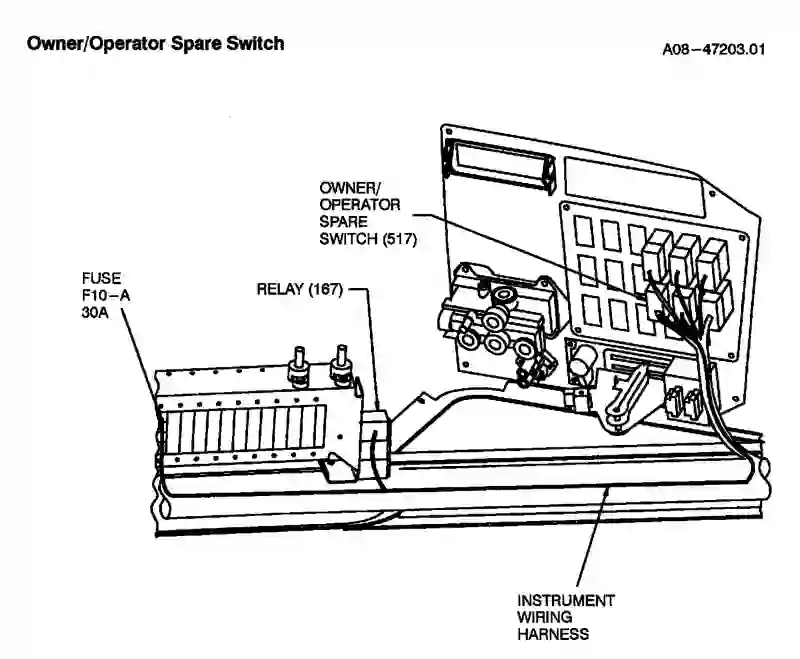 Owner/Operator Spare Switch
A08-47203.01
OWNER/
OPERATOR
SPARE
SWITCH (517)
FUSE
F10-A
30A
RELAY (167)
INSTRUMENT
WIRING
HARNESS